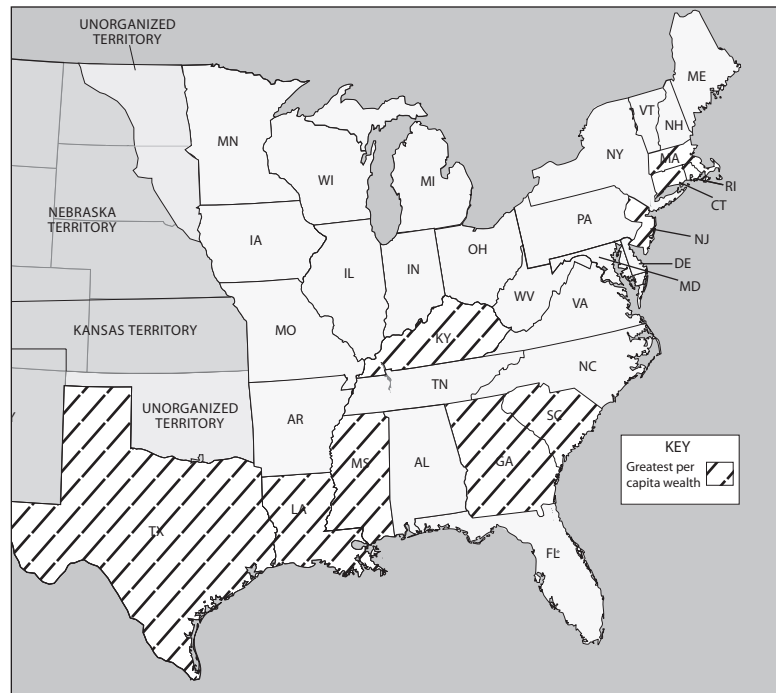 UNORGANIZED
TERRITORY
ME
VT
NH
MN
MA
NY
WI
MI
RI
CT
NEBRASKA
TERRITORY
PA
IA
NJ
OH
IL
IN
DE
MD
WV
VA
KANSAS TERRITORY
MO
KY
NC
TN
UNORGANIZED
TERRITORY
AR
SC
KEY
Greatest per
capita wealth
MS
AL
GA
LA
TX
FL